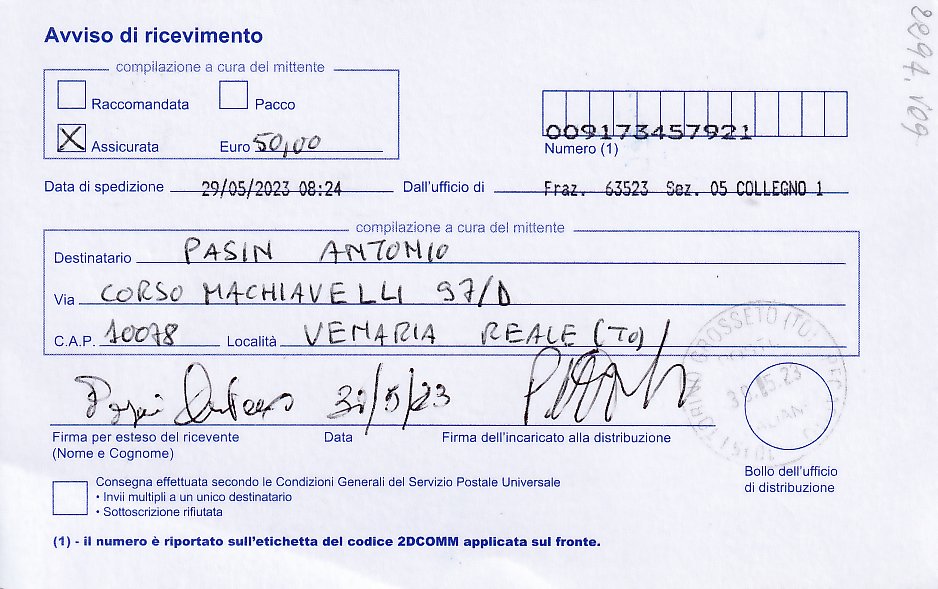 Avviso di ricevimento
compilazione a cura del mittente
Raccomandata Pacco
Assicurata Euro 50,00
009173457921
Numero (1)
Data di spedizione 29/05/2023 08:24 Dall'ufficio di Fraz. 63523 Sez. 05 COLLEGNO 1
compilazione a cura del mittente
Destinatario PASIN ANTONIO
Via CORSO MACHIAVELLI 97/D
C.A.P. 10078 Località VENARIA REALE (TO)
GROSSETO (TO)
Firma per esteso del ricevente Data Firma dell'incaricato alla distribuzione
(Nome e Cognome)
Bollo dell'ufficio
di distribuzione
Consegna effettuata secondo le Condizioni Generali del Servizio Postale Universale
• Invii multipli a un unico destinatario
• Sottoscrizione rifiutata
(1) - il numero è riportato sull'etichetta del codice 2DCOMM applicata sul fronte.